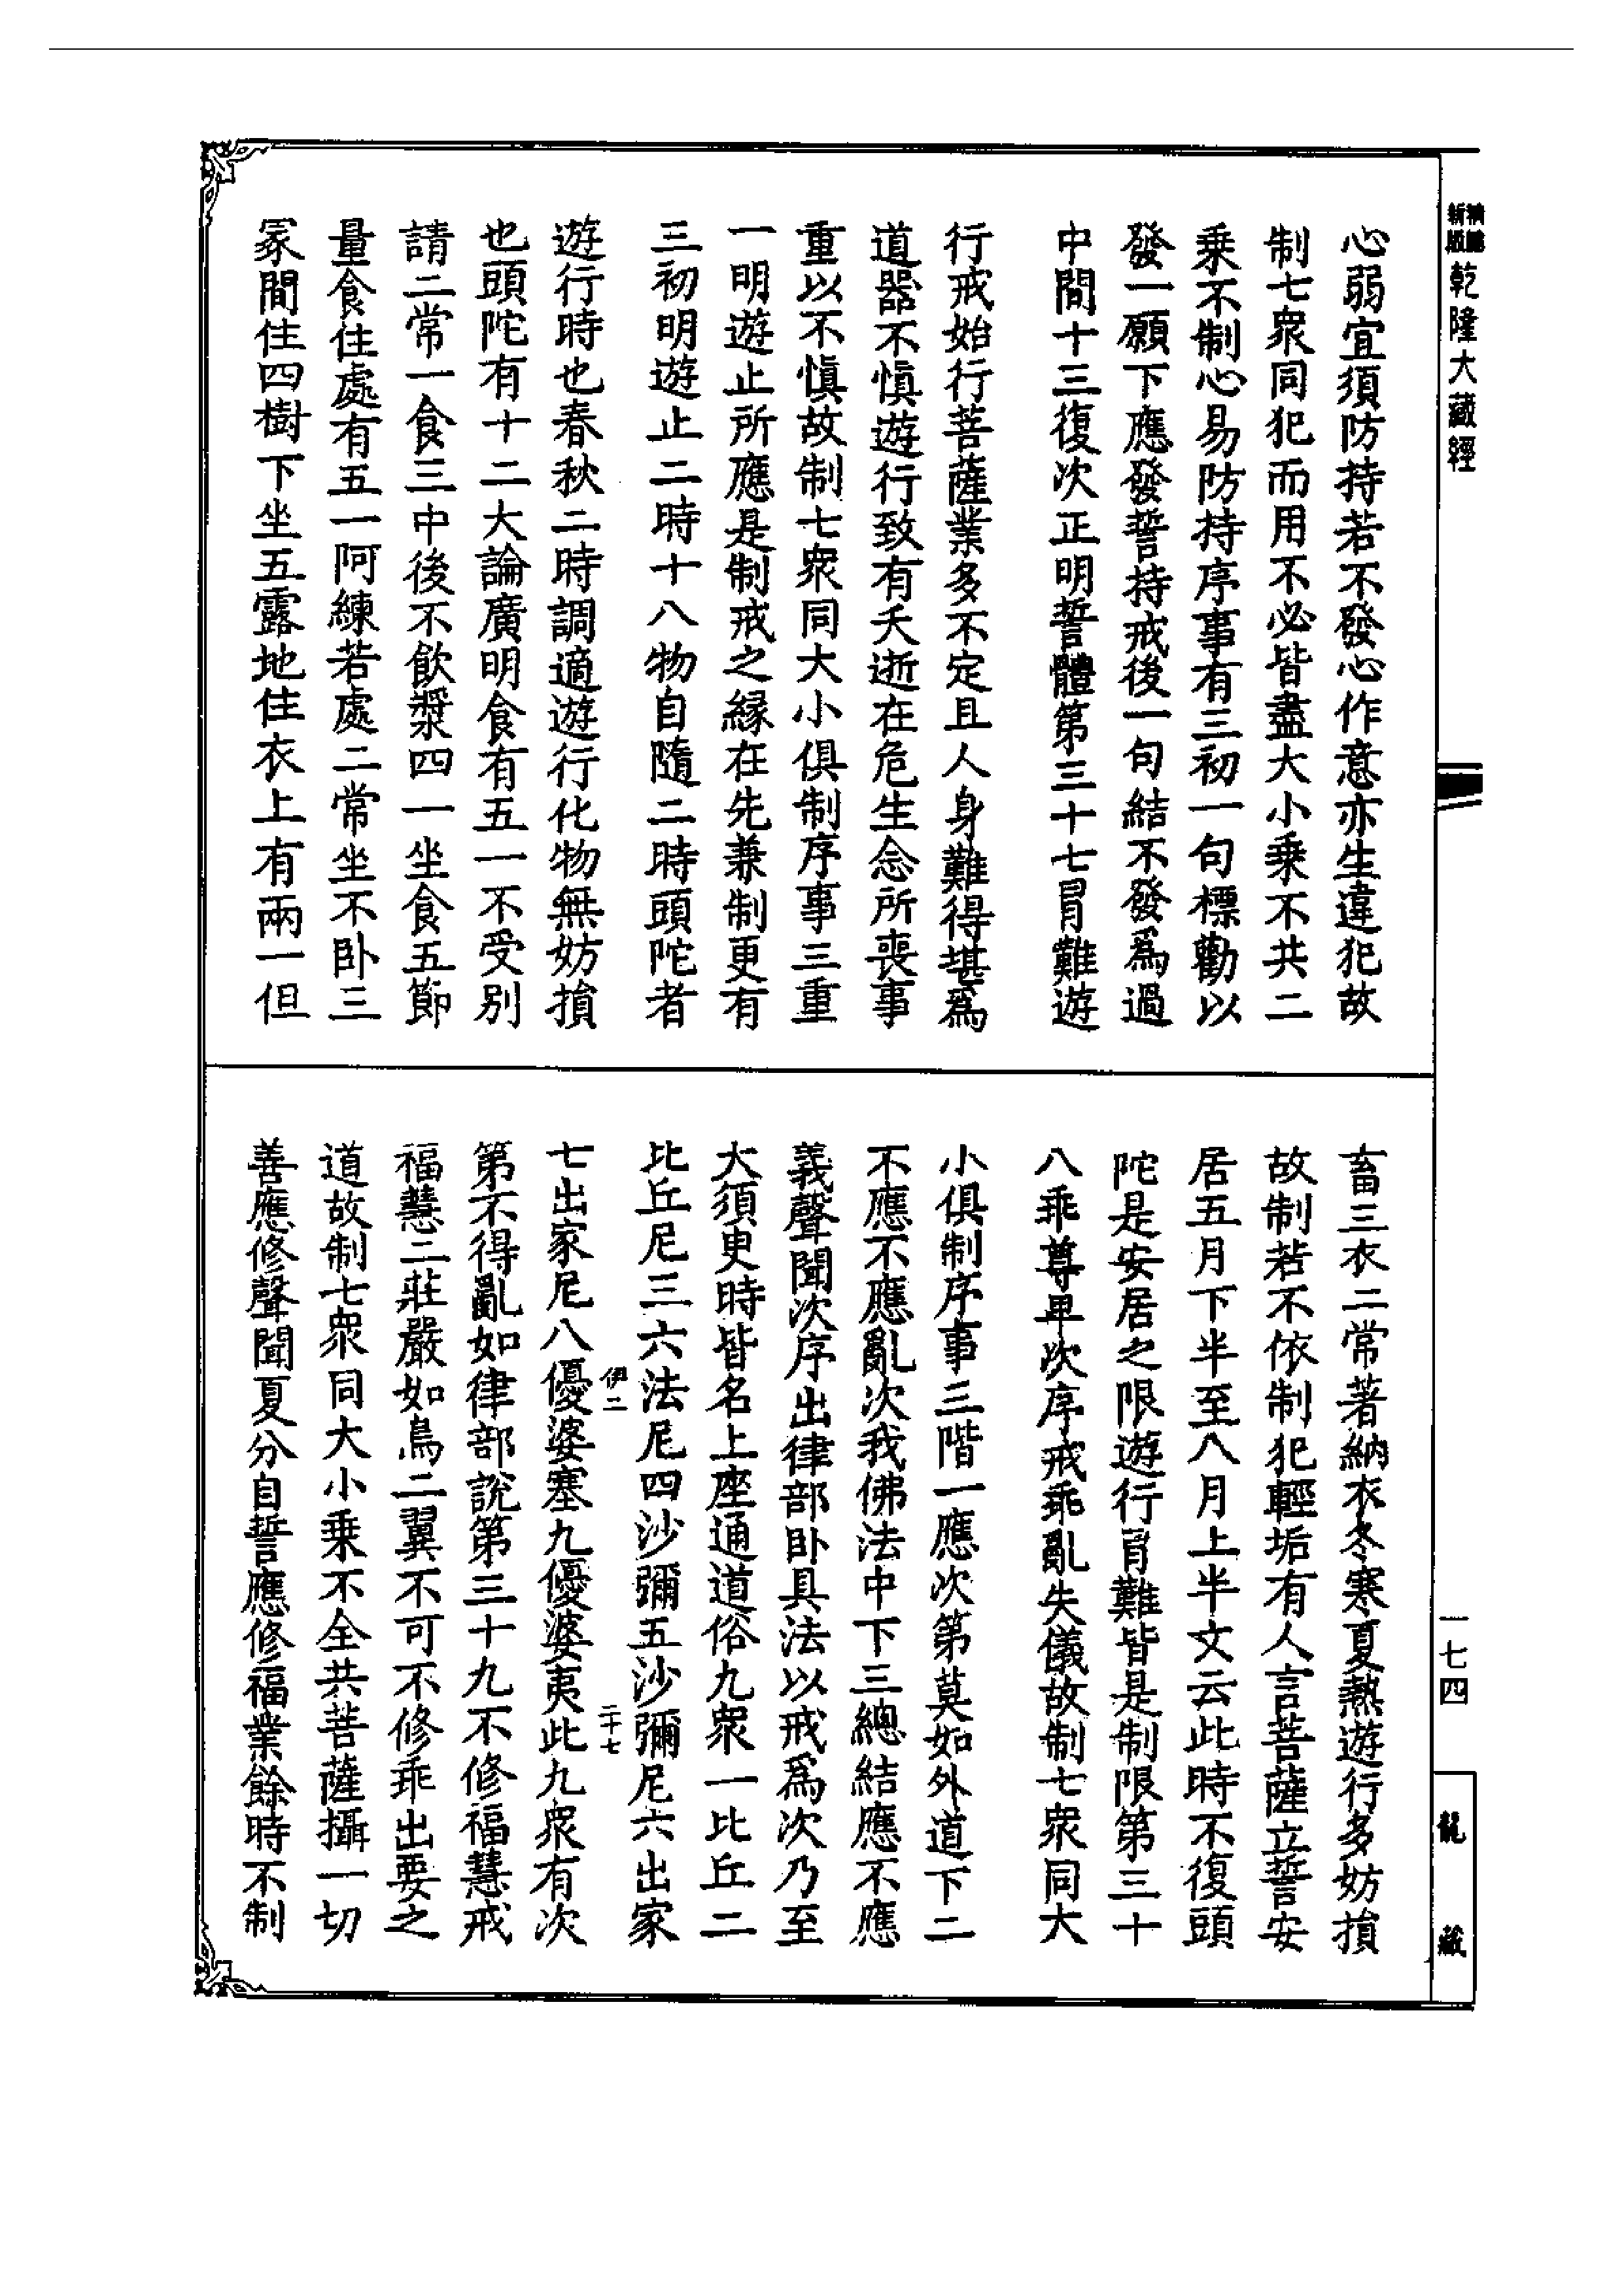 新編縮版乾隆大藏經
心弱宜須防持若不發心作意亦生違犯故
制七衆同犯而用不必皆盡大小乗不共二
乗不制心易防持序事有三初一句標勸以
發一願下應發誓持戒後一句結不發爲過
中間十三復次正明誓體第三十七冐難遊
行戒始行菩薩業多不定且人身難得堪爲
道器不慎遊行致有夭逝在危生念所喪事
重以不慎故制七衆同大小俱制序事三重
一明遊止所應是制戒之縁在先兼制更有
三初明遊止二時十八物自隨二時頭陀者
遊行時也春秋二時調適遊行化物無妨損
也頭陀有十二大論廣明食有五一不受別
請二常一食三中後不飲漿四一坐食五節
量食住處有五一阿練若處二常坐不卧三
冢間住四樹下坐五露地住衣上有兩一但
畜三衣二常著納衣冬寒夏熱遊行多妨損
故制若不依制犯輕垢有人言菩薩立誓安
居五月下半至八月上半文云此時不復頭
陀是安居之限遊行冐難皆是制限第三十
八乖尊卑次序戒乖亂失儀故制七衆同大
小俱制序事三階一應次第莫如外道下二
不應不應亂次我佛法中下三總結應不應
義聲聞次序出律部卧具法以戒爲次乃至
大須臾時皆名上座通道俗九衆一比丘二
比丘尼三六法尼四沙彌五沙彌尼六出家
伊二
二十七
七出家尼八優婆塞九優婆夷此九衆有次
第不得亂如律部説第三十九不修福慧戒
福慧二莊嚴如鳥二翼不可不修乖出要之
道故制七衆同大小乗不全共菩薩攝一切
善應修聲聞夏分自誓應修福業餘時不制
一七四
龍藏